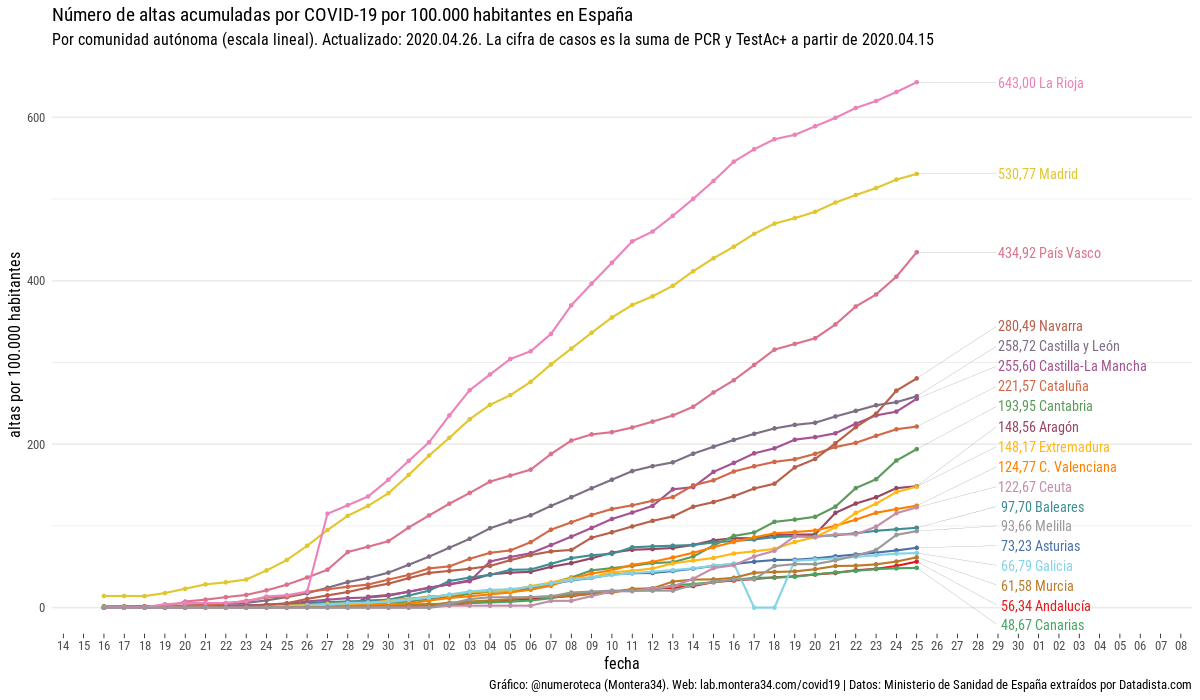 Número de altas acumuladas por COVID-19 por 100.000 habitantes en España
Por comunidad autónoma (escala lineal). Actualizado: 2020.04.26. La cifra de casos es la suma de PCR y TestAc+ a partir de 2020.04.15
altas por 100.000 habitantes
600
400
200
0
643,00 La Rioja
530,77 Madrid
434,92 País Vasco
280,49 Navarra
258,72 Castilla y León
255,60 Castilla-La Mancha
221,57 Cataluña
193,95 Cantabria
148,56 Aragón
148,17 Extremadura
124,77 C. Valenciana
122,67 Ceuta
97,70 Baleares
93,66 Melilla
73,23 Asturias
66,79 Galicia
61,58 Murcia
56,34 Andalucía
48,67 Canarias
14 15 16 17 18 19 20 21 22 23 24 25 26 27 28 29 30 31 01 02 03 04 05 06 07 08 09 10 11 12 13 14 15 16 17 18 19 20 21 22 23 24 25 26 27 28 29 30 01 02 03 04 05 06 07 08
fecha
Gráfico: @numeroteca (Montera34). Web: lab.montera34.com/covid19 | Datos: Ministerio de Sanidad de España extraídos por Datadista.com